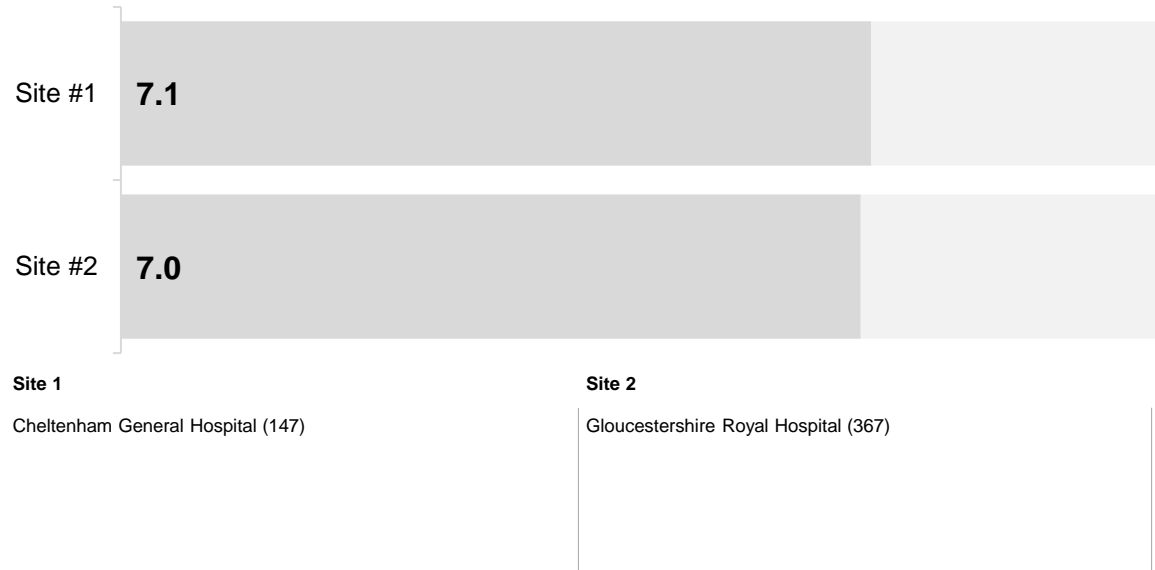 Site #1
7.1
Site #2
7.0
Site 1
Site 2
Cheltenham General Hospital (147)
Gloucestershire Royal Hospital (367)